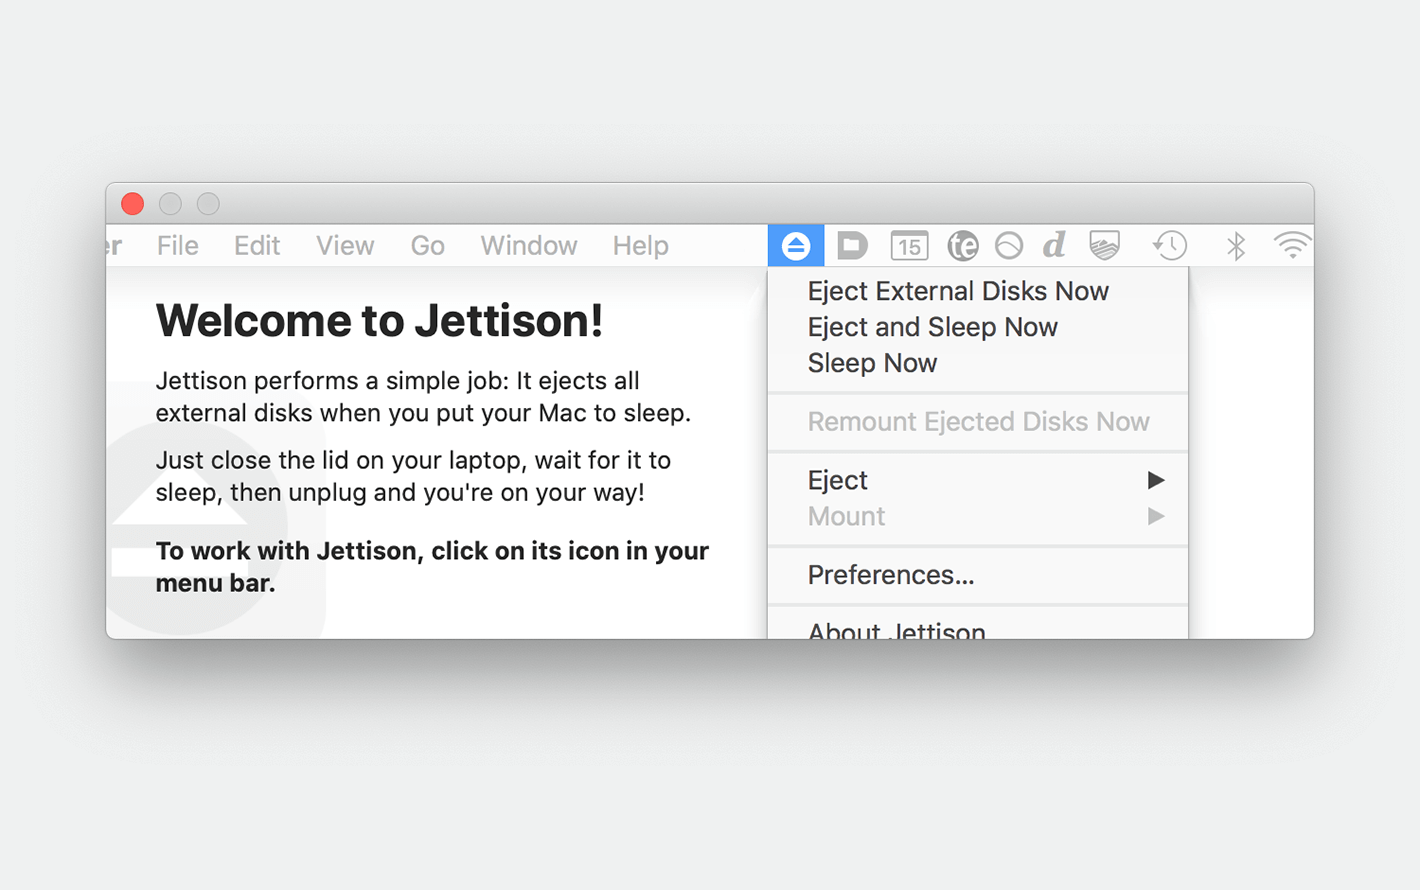 er File Edit View Go Window Help 15 te d
Welcome to Jettison!
Jettison performs a simple job: It ejects all
external disks when you put your Mac to sleep.
Just close the lid on your laptop, wait for it to
sleep, then unplug and you're on your way!
To work with Jettison, click on its icon in your
menu bar.
Eject External Disks Now
Eject and Sleep Now
Sleep Now
Remount Ejected Disks Now
Eject
Mount
Preferences...
About Jettison